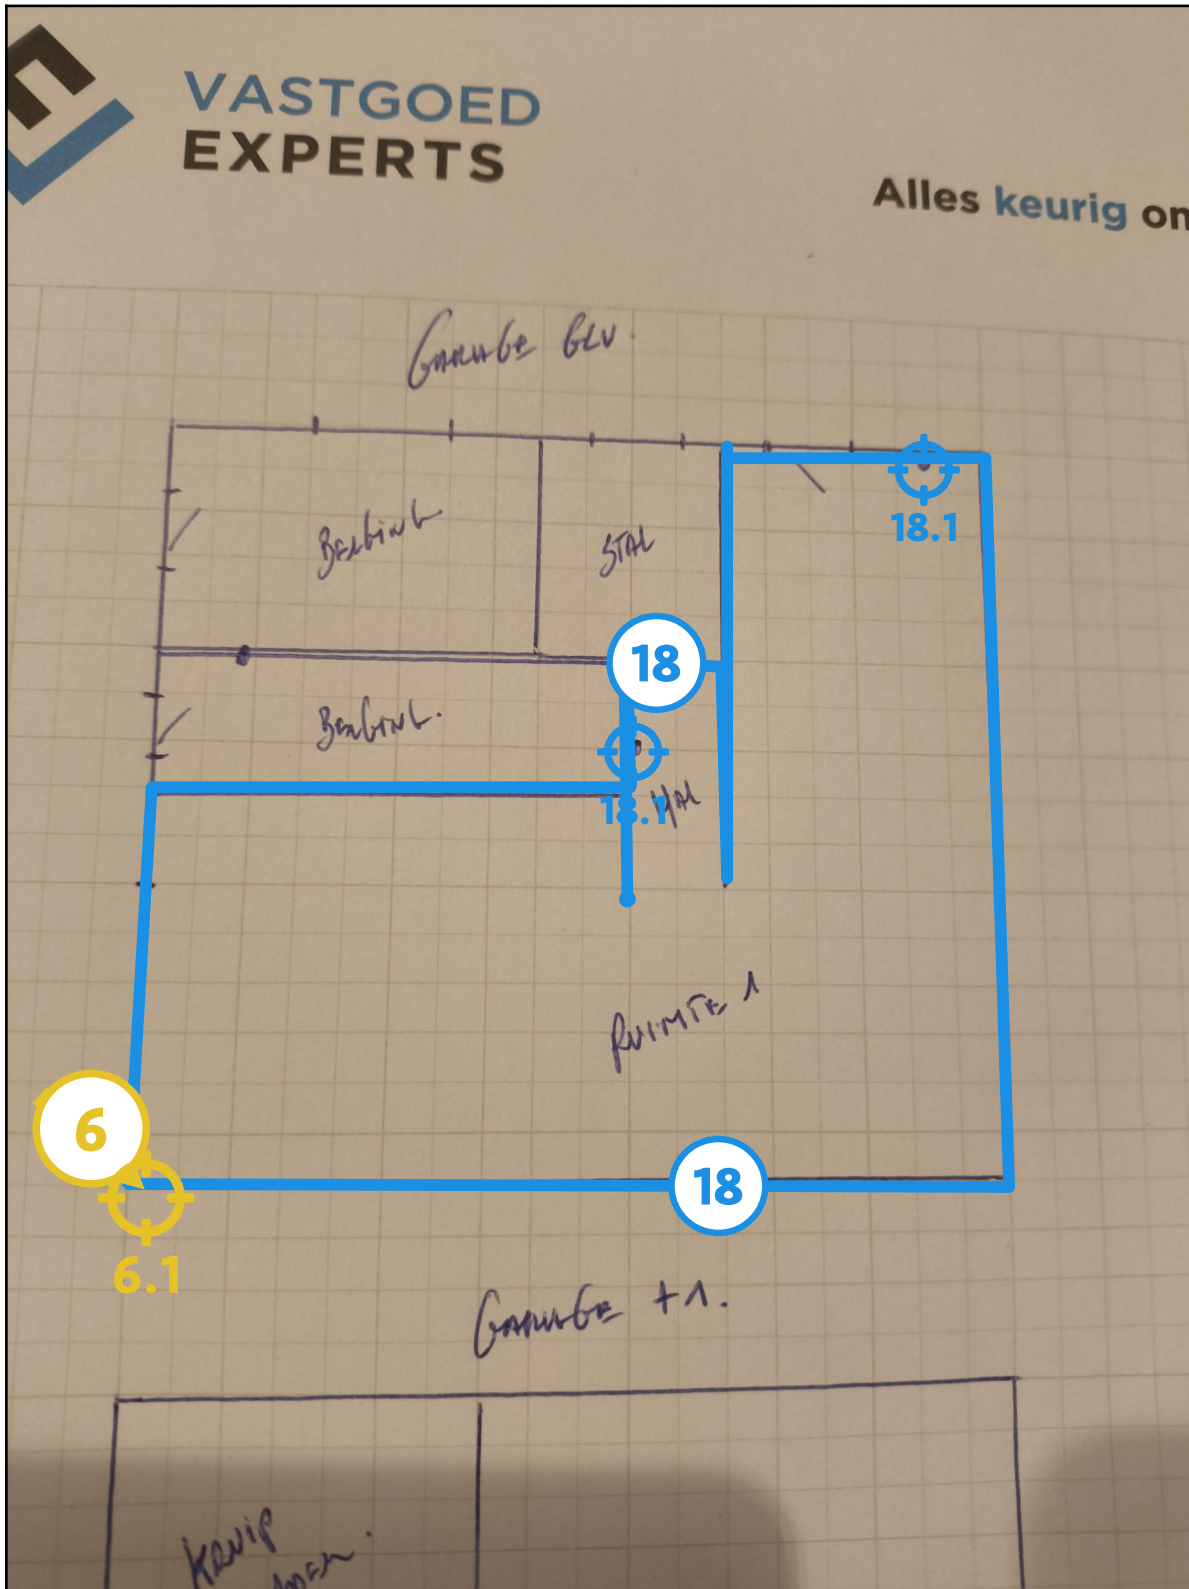 VASTGOED
EXPERTS
Alles keurig on
GARAGE GLV.
BERGING
STAL
18.1
18
BERGING.
18.1
HAL
RUIMTE 1
6
18
6.1
GARAGE +1.
KRUIP